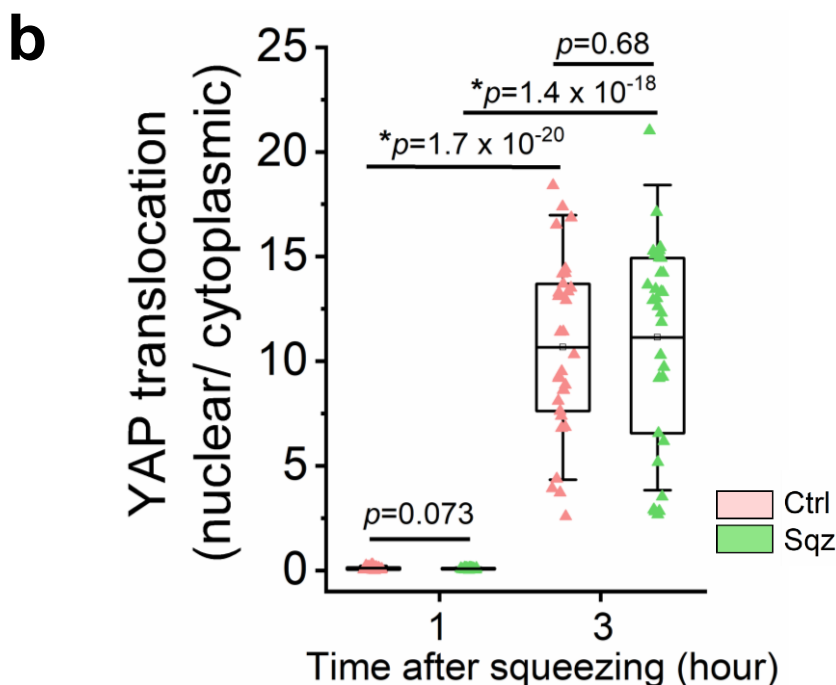 b
YAP translocation
(nuclear/ cytoplasmic)
25
20
15
10
5
0
p=0.68
*p=1.4 x 10-18
*p=1.7 x 10-20
p=0.073
Ctrl
Sqz
1
3
Time after squeezing (hour)